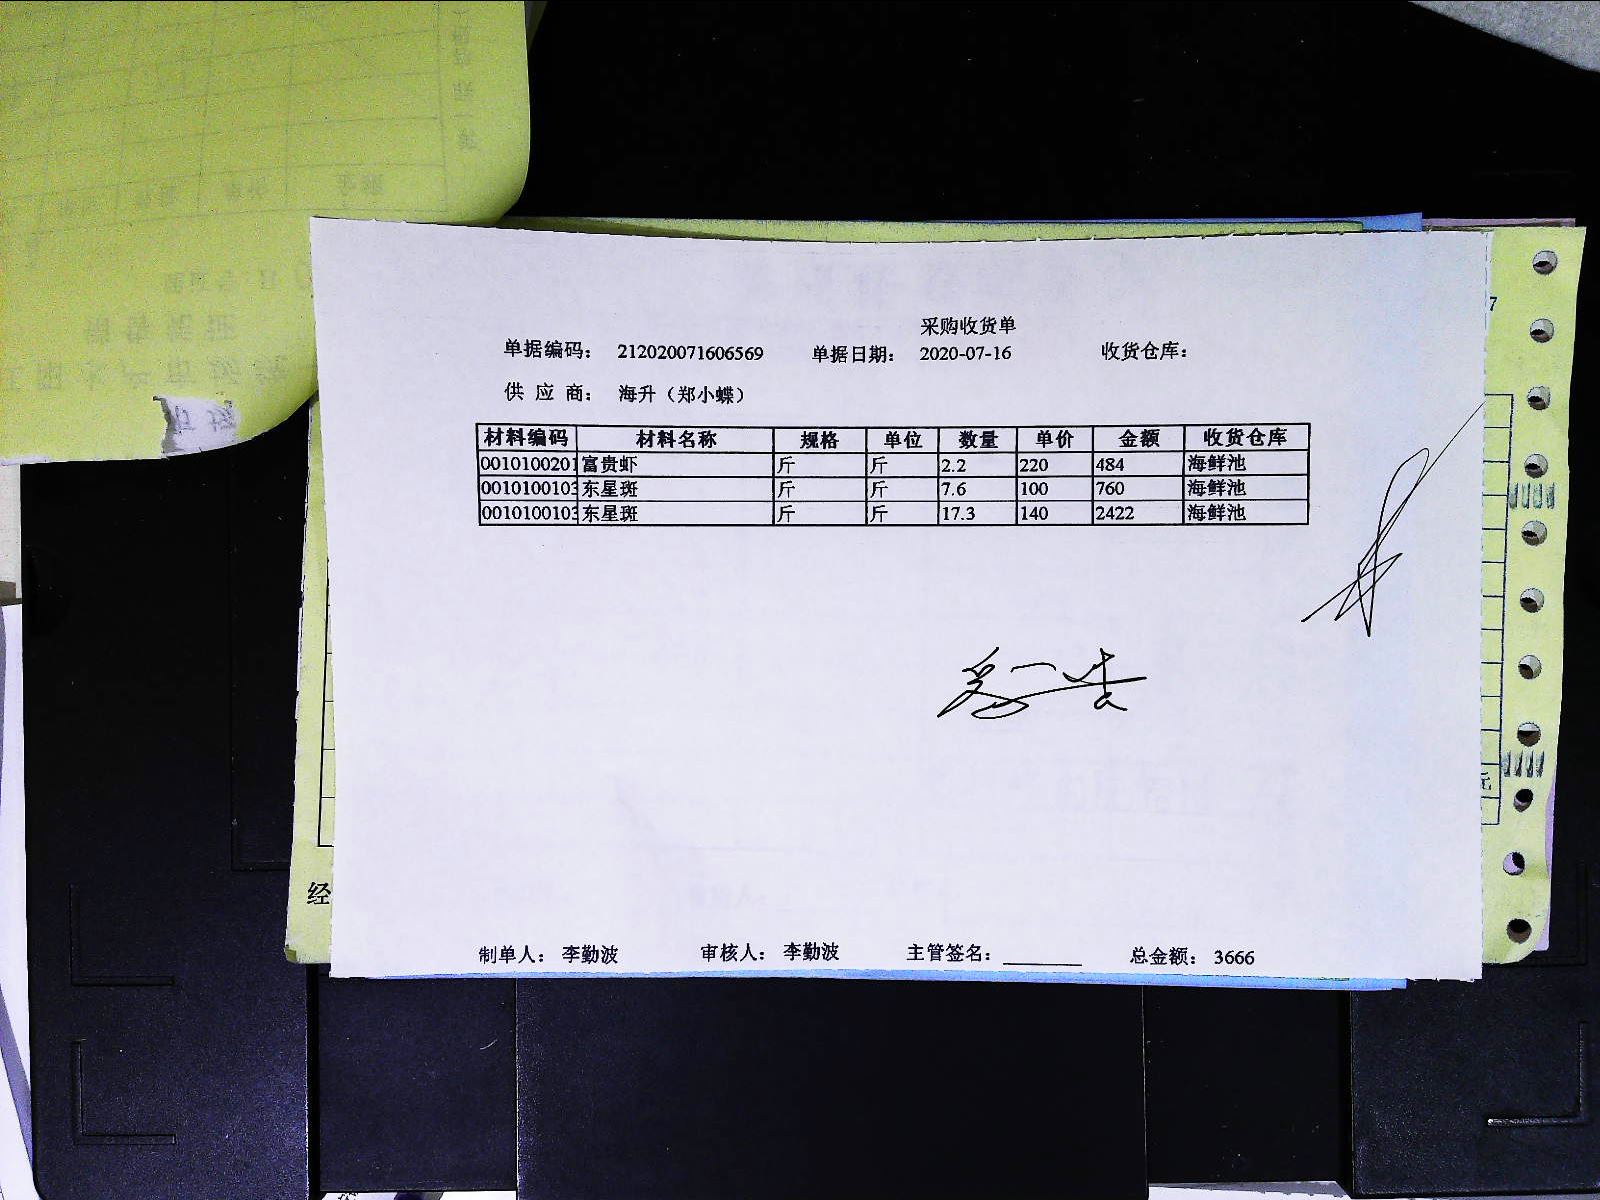 采购收货单
单据编码： 212020071606569 单据日期： 2020-07-16 收货仓库：
供 应 商： 海升（郑小蝶）
材料编码 材料名称 规格 单位 数量 单价 金额 收货仓库
0010100201 富贵虾 斤 斤 2.2 220 484 海鲜池
001010010 东星斑 斤 斤 7.6 100 760 海鲜池
001010010 东星斑 斤 斤 17.3 140 2422 海鲜池
经
元
7
制单人： 李勤波 审核人： 李勤波 主管签名： 总金额： 3666